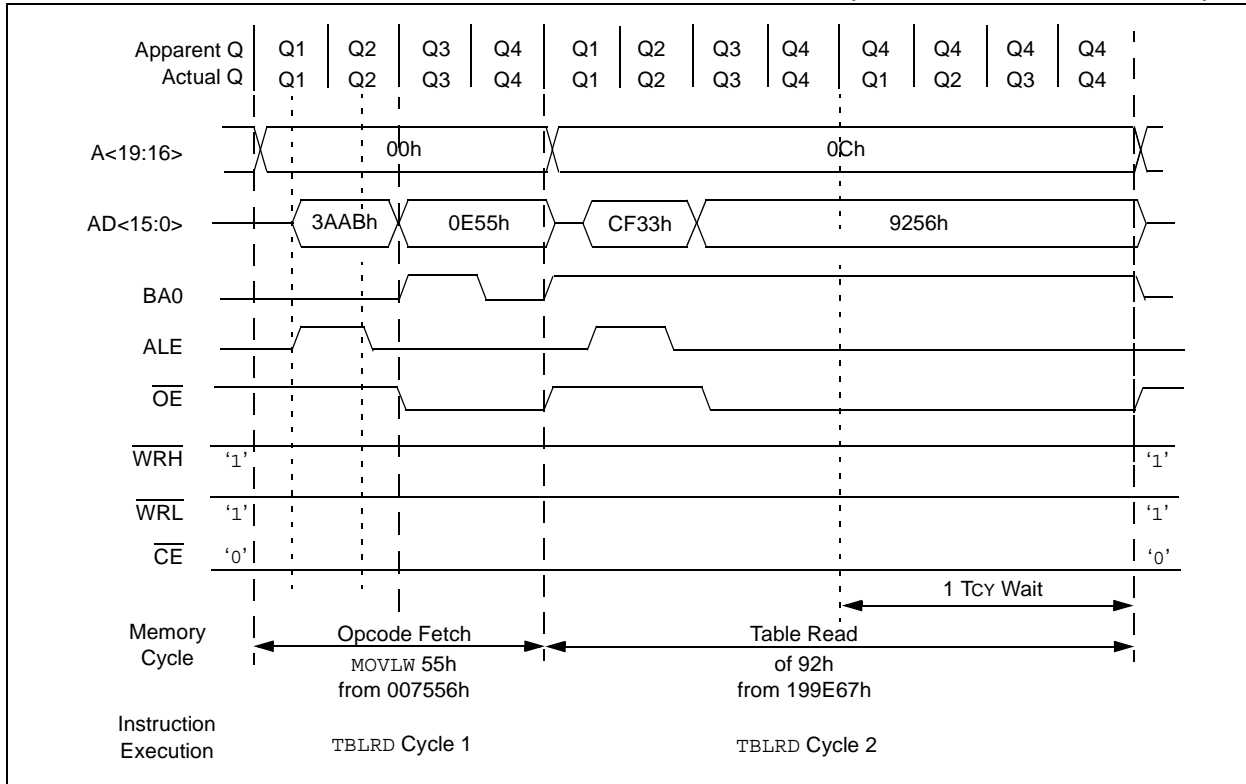 Apparent Q Q1 Q2 Q3 Q4 Q1 Q2 Q3 Q4 Q4 Q4 Q4 Q4
Actual Q Q1 Q2 Q3 Q4 Q1 Q2 Q3 Q4 Q1 Q2 Q3 Q4
A<19:16> 00h 0Ch
AD<15:0> 3AABh 0E55h CF33h 9256h
BA0
ALE
OE
WRH ‘1’ ‘1’
WRL ‘1’ ‘1’
CE ‘0’ ‘0’
1 TCY Wait
Memory Cycle
Opcode Fetch
MOVLW 55h
from 007556h
Table Read
of 92h
from 199E67h
Instruction
Execution
TBLRD Cycle 1
TBLRD Cycle 2